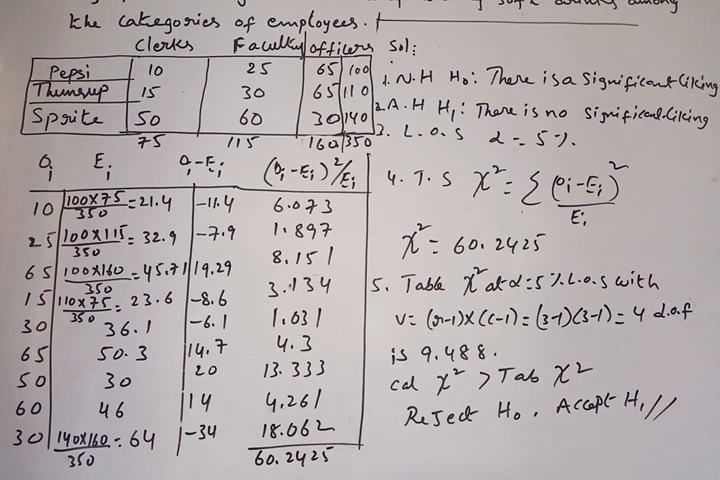 the categories of employees.
Clerks Faculty officers
Pepsi 10 25 65 100
Thumsup 15 30 65 110
Sprite 50 60 30 140
75 115 160 350
Oi Ei Oi-Ei (Oi-Ei)²/Ei
10 100x75/350 = 21.4 -11.4 6.073
25 100x115/350 = 32.9 -7.9 1.897
65 100x160/350 = 45.71 19.29 8.151
15 110x75/350 = 23.6 -8.6 3.134
30 36.1 -6.1 1.031
65 50.3 14.7 4.3
50 30 20 13.333
60 46 14 4.261
30 140x160/350 = 64 -34 18.062
60.2425
Sol:
1. N.H H₀: There is a Significant liking
2. A.H H₁: There is no Significant liking
3. L.O.S α = 5%.
4. T.S χ² = Σ (Oi-Ei)²/Ei
χ² = 60.2425
5. Table χ² at α=5% L.o.S with
V = (r-1)x(c-1) = (3-1)(3-1) = 4 d.o.f
is 9.488.
cal χ² > Tab χ²
Reject H₀. Accept H₁ //